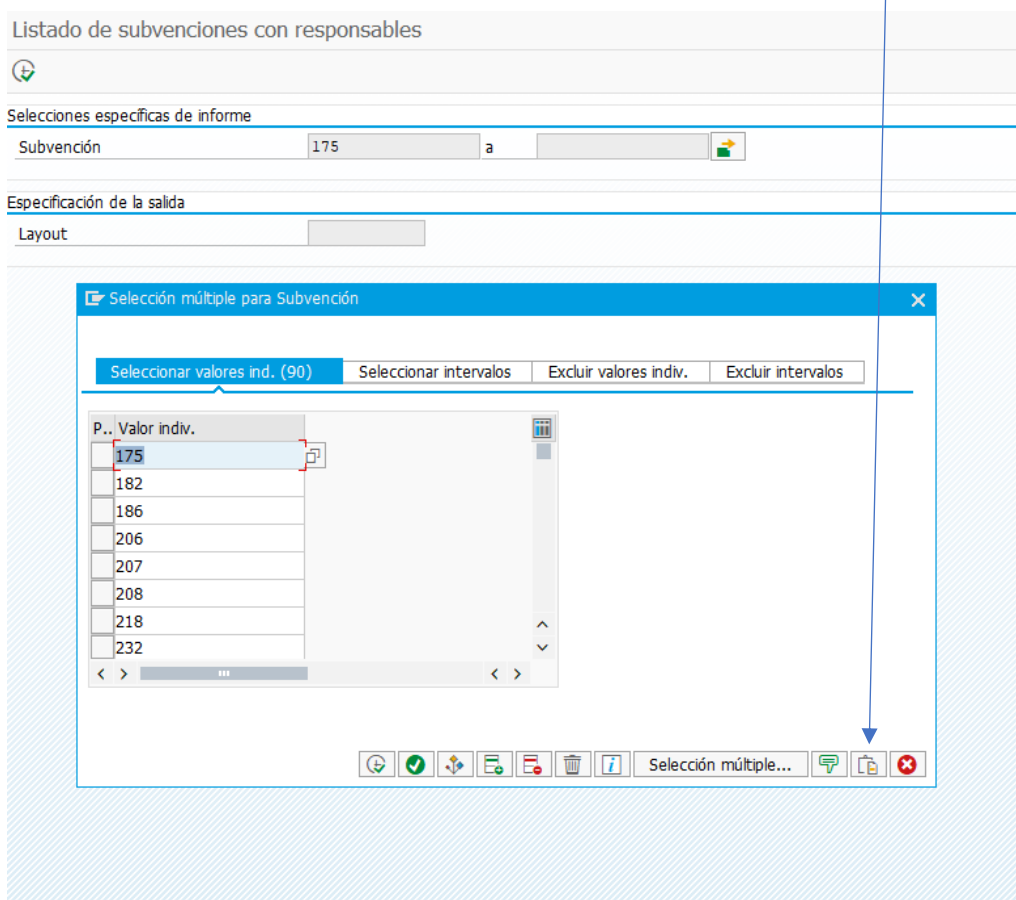 Listado de subvenciones con responsables
Selecciones específicas de informe
Subvención 175 a
Especificación de la salida
Layout
Selección múltiple para Subvención
Seleccionar valores ind. (90) Seleccionar intervalos Excluir valores indiv. Excluir intervalos
P.. Valor indiv.
175
182
186
206
207
208
218
232
Selección múltiple...